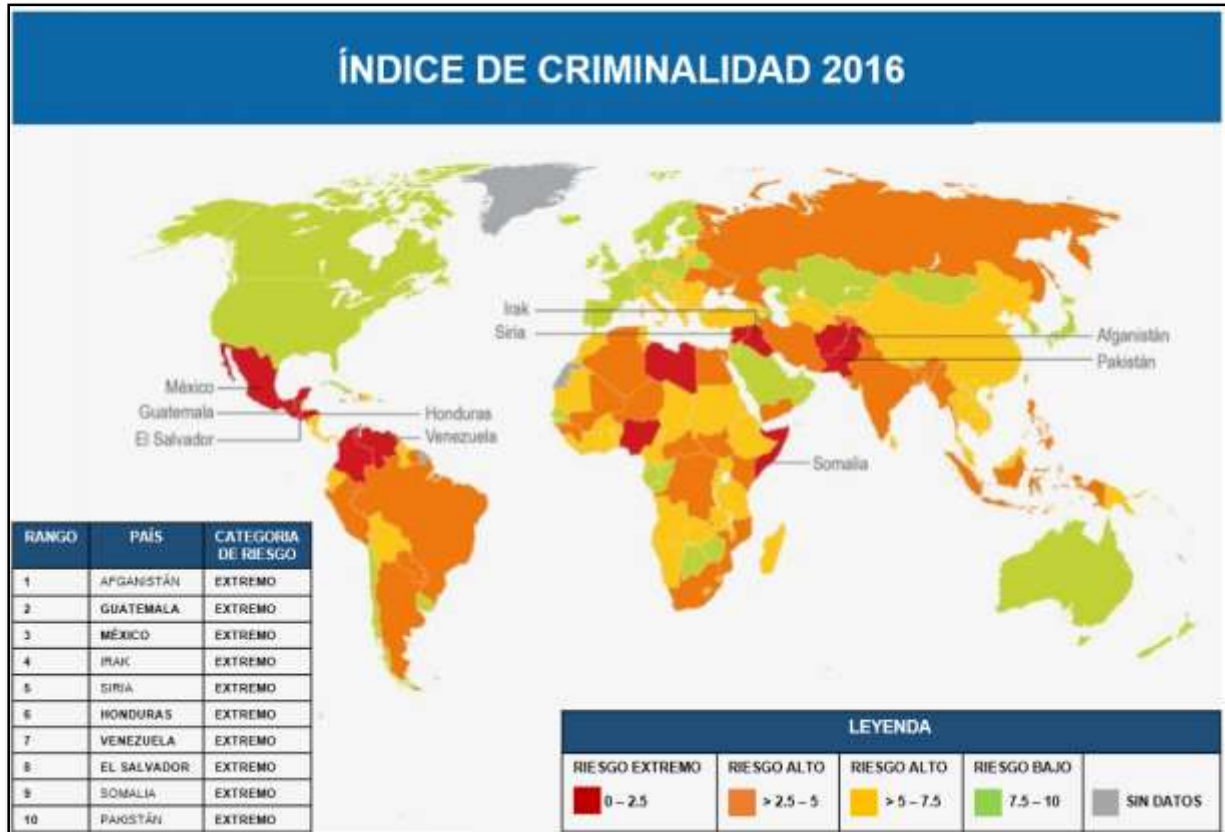 ÍNDICE DE CRIMINALIDAD 2016
Irak
Siria
Afganistán
Pakistán
México
Guatemala
El Salvador
Honduras
Venezuela
Somalia
RANGO PAÍS CATEGORIA DE RIESGO
1 AFGANISTÁN EXTREMO
2 GUATEMALA EXTREMO
3 MÉXICO EXTREMO
4 IRAK EXTREMO
5 SIRIA EXTREMO
6 HONDURAS EXTREMO
7 VENEZUELA EXTREMO
8 EL SALVADOR EXTREMO
9 SOMALIA EXTREMO
10 PAKISTÁN EXTREMO
LEYENDA
RIESGO EXTREMO RIESGO ALTO RIESGO ALTO RIESGO BAJO
0 – 2.5 > 2.5 – 5 > 5 – 7.5 7.5 – 10 SIN DATOS